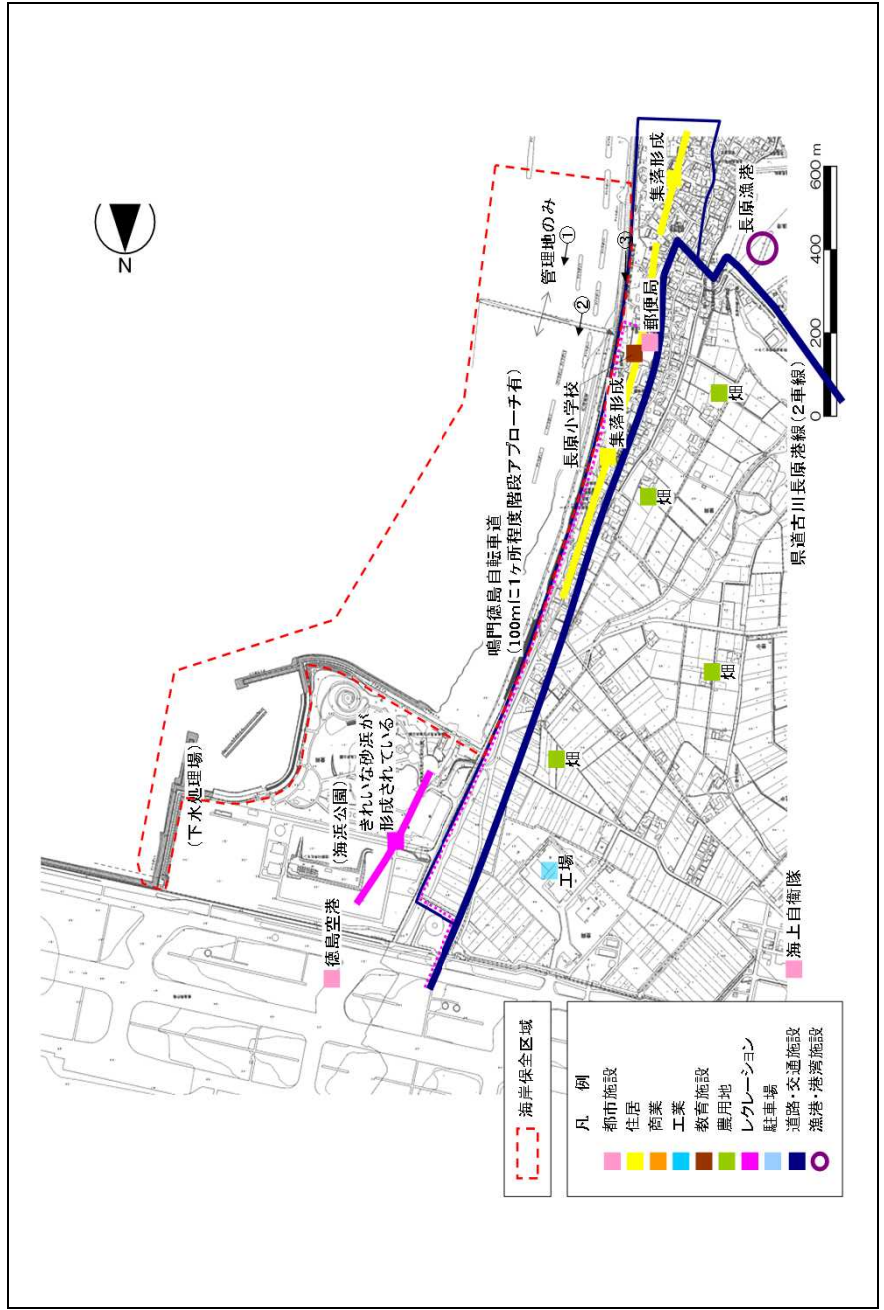 N
管理地のみ
①
②
③
集落形成
長原漁港
郵便局
長原小学校
集落形成
鳴門徳島自転車道
(100mに1ヶ所程度階段アプローチ有)
(下水処理場)
(海浜公園)
きれいな砂浜が
形成されている
徳島空港
畑
畑
畑
畑
工場
海上自衛隊
県道古川長原港線(2車線)
0 200 400 600 m
海岸保全区域
凡 例
都市施設
住居
商業
工業
教育施設
農用地
レクレーション
駐車場
道路・交通施設
漁港・港湾施設